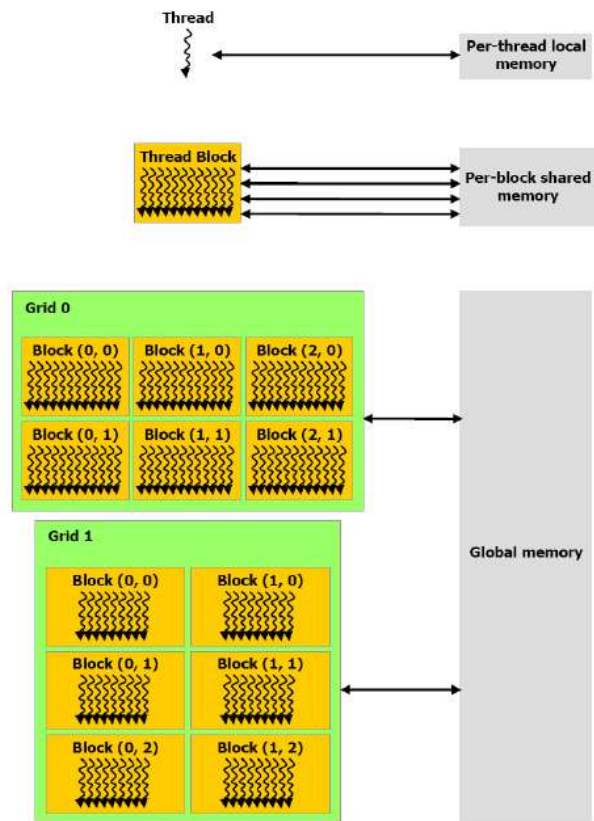 Thread
Per-thread local
memory
Thread Block
Per-block shared
memory
Grid 0
Block (0, 0) Block (1, 0) Block (2, 0)
Block (0, 1) Block (1, 1) Block (2, 1)
Grid 1
Block (0, 0) Block (1, 0)
Global memory
Block (0, 1) Block (1, 1)
Block (0, 2) Block (1, 2)